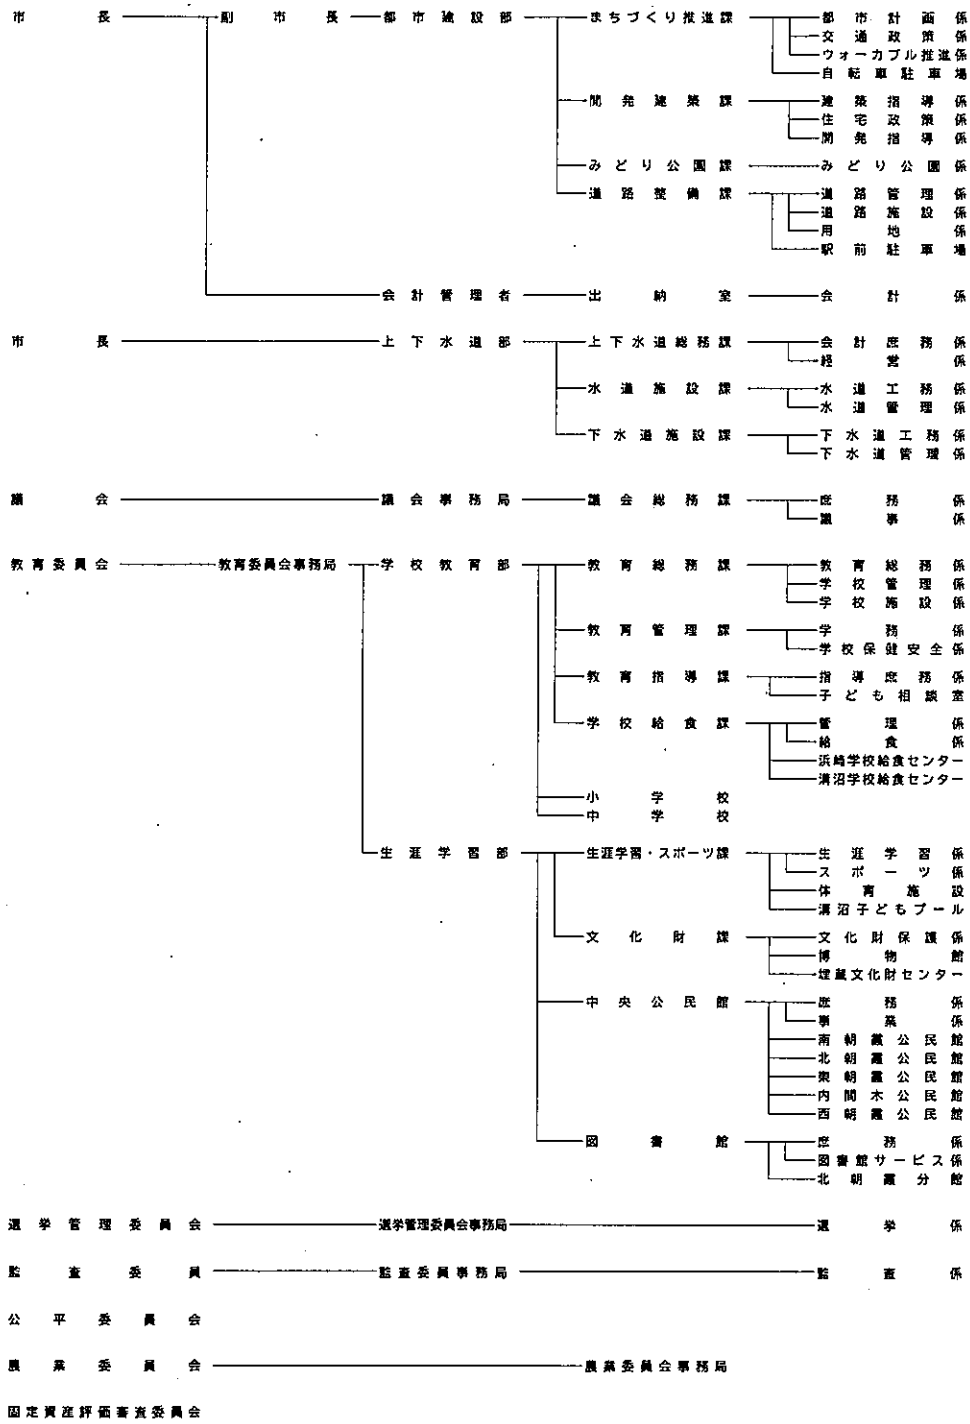 市長 副市長 都市建設部 まちづくり推進課 都市計画係
交通政策係
ウォーカブル推進係
自転車駐車場
開発建築課 建築指導係
住宅政策係
開発指導係
みどり公園課 みどり公園係
道路整備課 道路管理係
道路施設係
用地係
駅前駐車場
会計管理者 出納室 会計係
市長 上下水道部 上下水道総務課 会計庶務係
経営係
水道施設課 水道工務係
水道管理係
下水道施設課 下水道工務係
下水道管理係
議会 議会事務局 議会総務課 庶務係
議事係
教育委員会 教育委員会事務局 学校教育部 教育総務課 教育総務係
学校管理係
学校施設係
教育管理課 学務係
学校保健安全係
教育指導課 指導庶務係
子ども相談室
学校給食課 管理係
給食係
浜崎学校給食センター
溝沼学校給食センター
小学校
中学校
生涯学習部 生涯学習・スポーツ課 生涯学習係
スポーツ係
体育施設
溝沼子どもプール
文化財課 文化財保護係
博物館
埋蔵文化財センター
中央公民館 庶務係
事業係
南朝霞公民館
北朝霞公民館
東朝霞公民館
内間木公民館
西朝霞公民館
図書館 庶務係
図書館サービス係
北朝霞分館
選挙管理委員会 選挙管理委員会事務局 選挙係
監査委員 監査委員事務局 監査係
公平委員会
農業委員会 農業委員会事務局
固定資産評価審査委員会